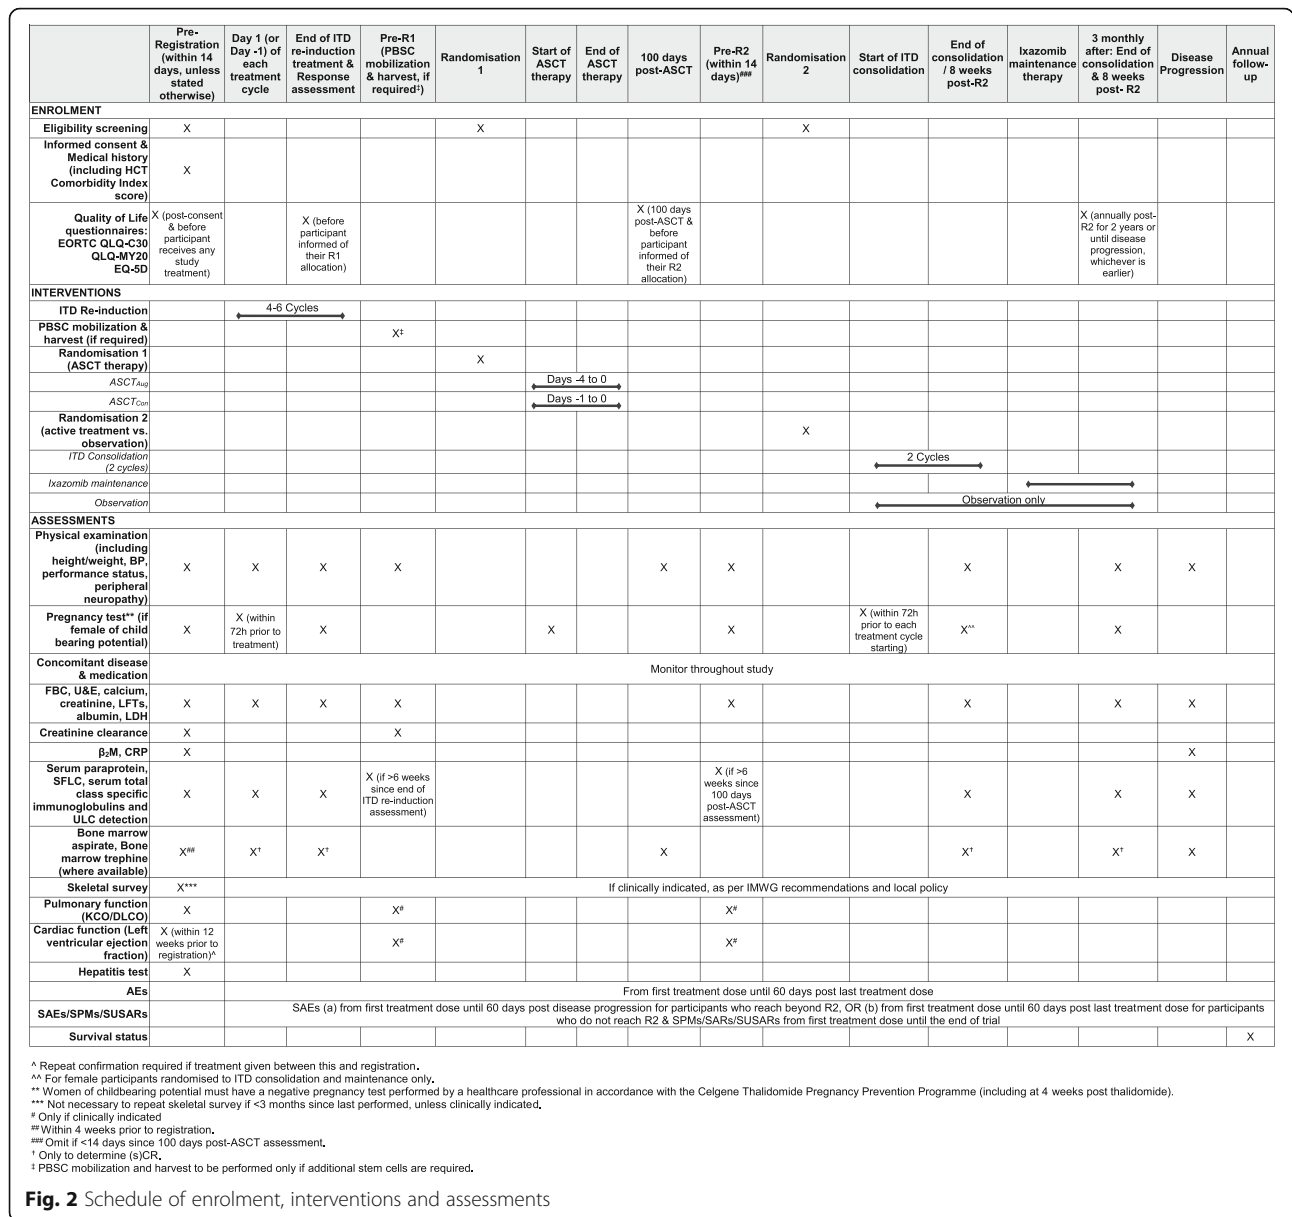 Pre-Registration (within 14 days, unless stated otherwise) Day 1 (or Day -1) of each treatment cycle End of ITD re-induction treatment & Response assessment Pre-R1 (PBSC mobilization & harvest, if required‡) Randomisation 1 Start of ASCT therapy End of ASCT therapy 100 days post-ASCT Pre-R2 (within 14 days)### Randomisation 2 Start of ITD consolidation End of consolidation / 8 weeks post-R2 Ixazomib maintenance therapy 3 monthly after: End of consolidation & 8 weeks post- R2 Disease Progression Annual follow-up
ENROLMENT
Eligibility screening X X X
Informed consent & Medical history (including HCT Comorbidity Index score) X
Quality of Life questionnaires: EORTC QLQ-C30 QLQ-MY20 EQ-5D X (post-consent & before participant receives any study treatment) X (before participant informed of their R1 allocation) X (100 days post-ASCT & before participant informed of their R2 allocation) X (annually post-R2 for 2 years or until disease progression, whichever is earlier)
INTERVENTIONS
ITD Re-induction 4-6 Cycles
PBSC mobilization & harvest (if required) X‡
Randomisation 1 (ASCT therapy) X
ASCTAug Days -4 to 0
ASCTCon Days -1 to 0
Randomisation 2 (active treatment vs. observation) X
ITD Consolidation (2 cycles) 2 Cycles
Ixazomib maintenance
Observation Observation only
ASSESSMENTS
Physical examination (including height/weight, BP, performance status, peripheral neuropathy) X X X X X X X X X
Pregnancy test** (if female of child bearing potential) X X (within 72h prior to treatment) X X X X (within 72h prior to each treatment cycle starting) X^^ X
Concomitant disease & medication Monitor throughout study
FBC, U&E, calcium, creatinine, LFTs, albumin, LDH X X X X X X X X
Creatinine clearance X X
β2M, CRP X X
Serum paraprotein, SFLC, serum total class specific immunoglobulins and ULC detection X X X X (if >6 weeks since end of ITD re-induction assessment) X (if >6 weeks since 100 days post-ASCT assessment) X X X
Bone marrow aspirate, Bone marrow trephine (where available) X## X† X† X X† X† X
Skeletal survey X*** If clinically indicated, as per IMWG recommendations and local policy
Pulmonary function (KCO/DLCO) X X# X#
Cardiac function (Left ventricular ejection fraction) X (within 12 weeks prior to registration)^ X# X#
Hepatitis test X
AEs From first treatment dose until 60 days post last treatment dose
SAEs/SPMs/SUSARs SAEs (a) from first treatment dose until 60 days post disease progression for participants who reach beyond R2, OR (b) from first treatment dose until 60 days post last treatment dose for participants who do not reach R2 & SPMs/SARs/SUSARs from first treatment dose until the end of trial
Survival status X
^ Repeat confirmation required if treatment given between this and registration.
^^ For female participants randomised to ITD consolidation and maintenance only.
** Women of childbearing potential must have a negative pregnancy test performed by a healthcare professional in accordance with the Celgene Thalidomide Pregnancy Prevention Programme (including at 4 weeks post thalidomide).
*** Not necessary to repeat skeletal survey if <3 months since last performed, unless clinically indicated.
# Only if clinically indicated
## Within 4 weeks prior to registration.
### Omit if <14 days since 100 days post-ASCT assessment.
† Only to determine (s)CR.
‡ PBSC mobilization and harvest to be performed only if additional stem cells are required.
Fig. 2 Schedule of enrolment, interventions and assessments